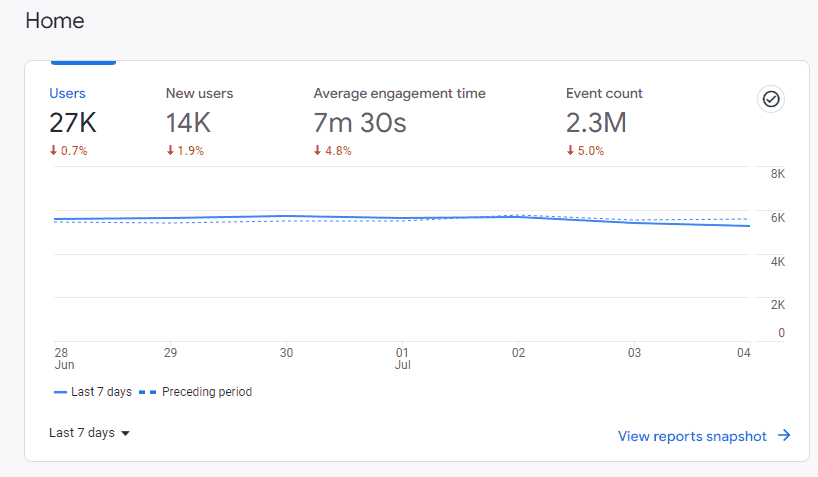 Home
Users New users Average engagement time Event count
27K 14K 7m 30s 2.3M
↓ 0.7% ↓ 1.9% ↓ 4.8% ↓ 5.0%
8K
6K
4K
2K
0
28 29 30 01 02 03 04
Jun Jul
Last 7 days Preceding period
Last 7 days View reports snapshot →